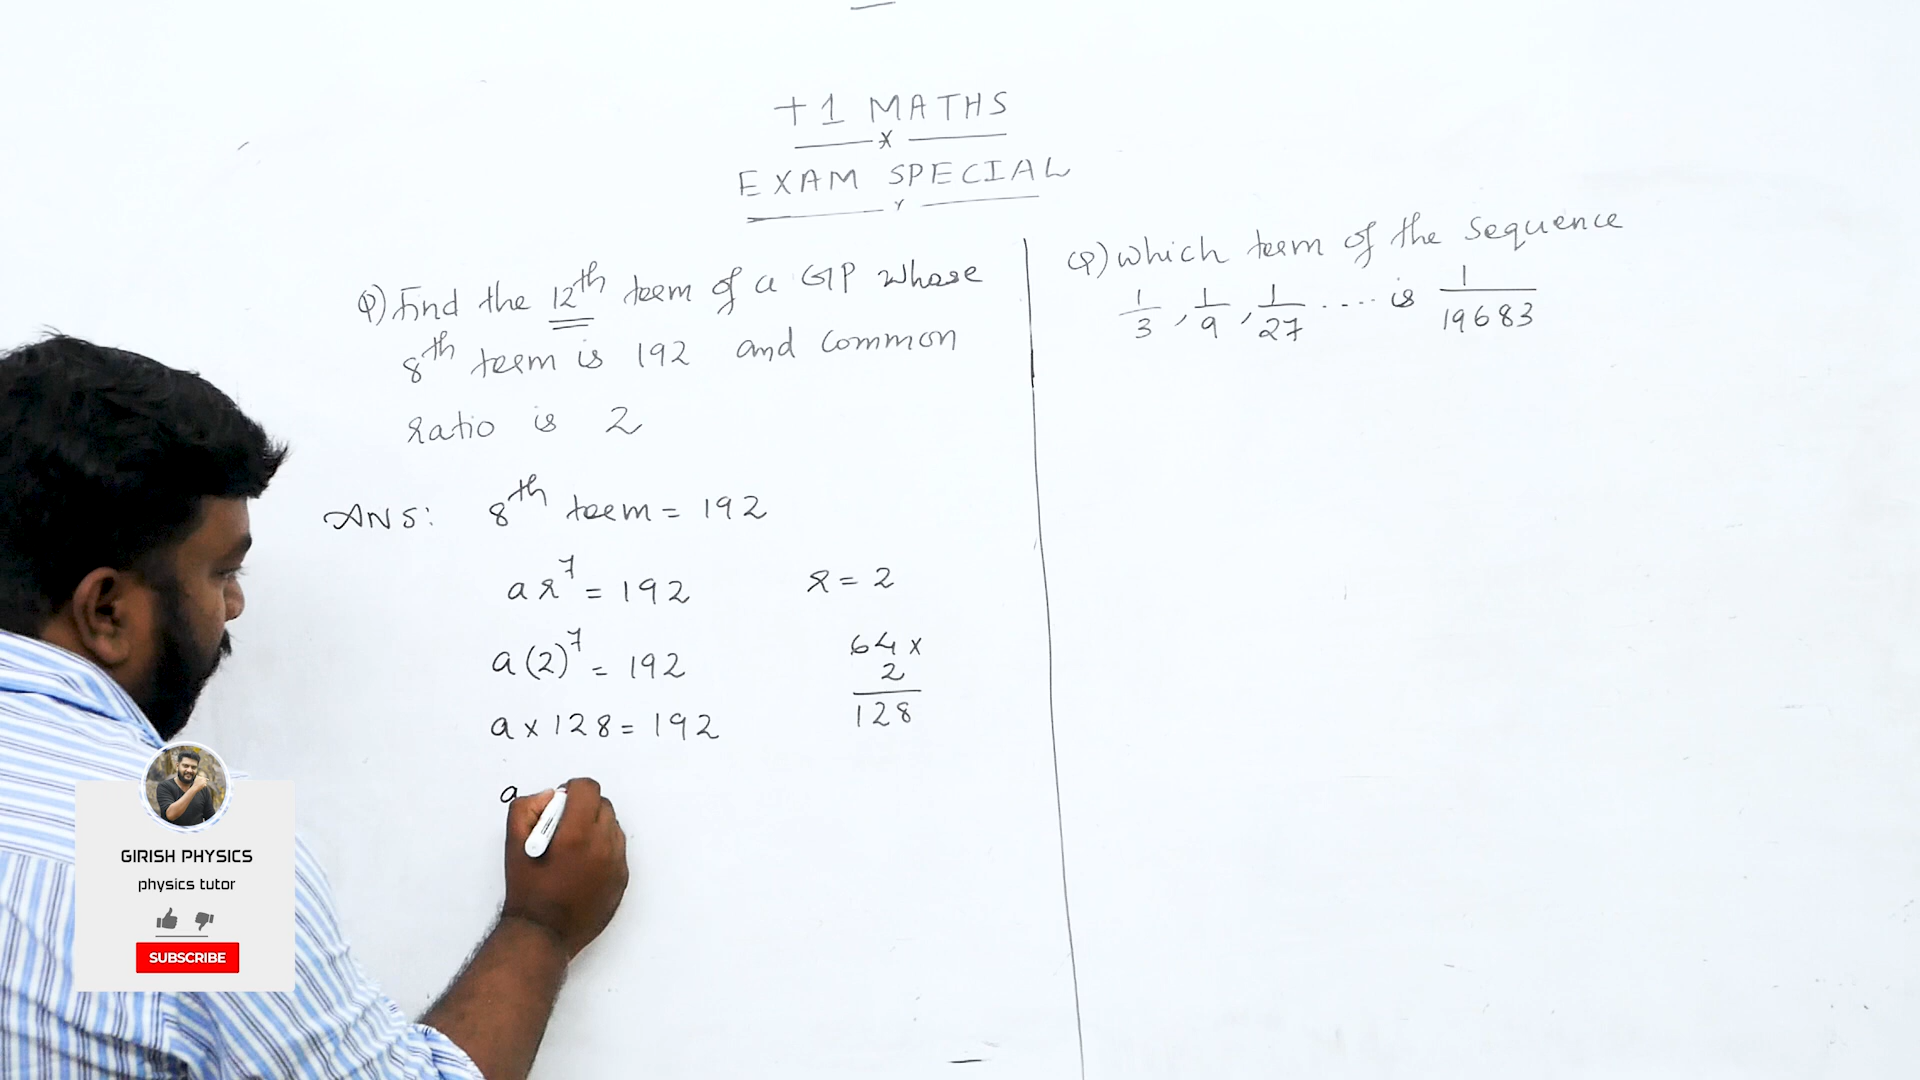 +1 MATHS
EXAM SPECIAL
Q) Find the 12th term of a GP whose
8th term is 192 and common
ratio is 2
ANS: 8th term = 192
ar^7 = 192 r = 2
a(2)^7 = 192
a x 128 = 192
a
64 x
2
128
Q) Which term of the sequence
1/3, 1/9, 1/27 ..... is 1/19683
GIRISH PHYSICS
physics tutor
SUBSCRIBE